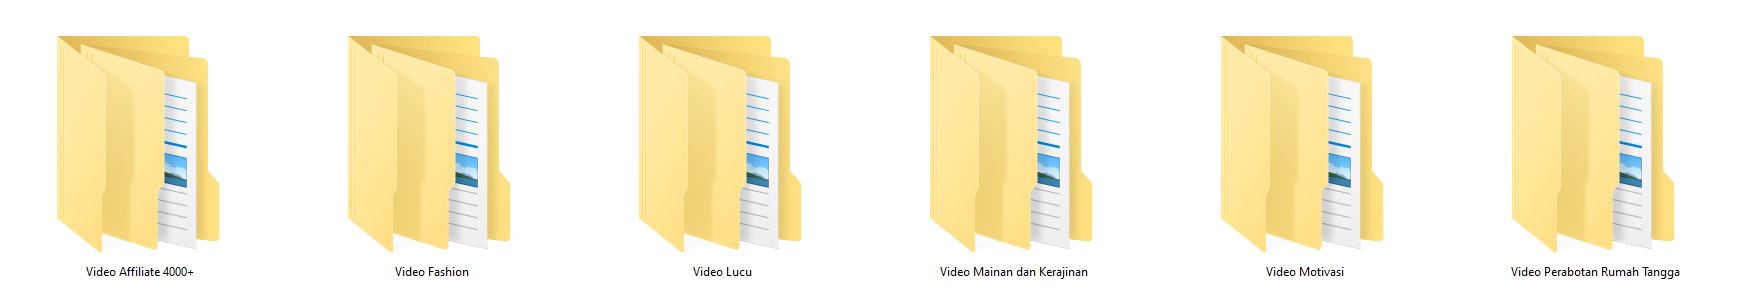 Video Affiliate 4000+
Video Fashion
Video Lucu
Video Mainan dan Kerajinan
Video Motivasi
Video Perabotan Rumah Tangga